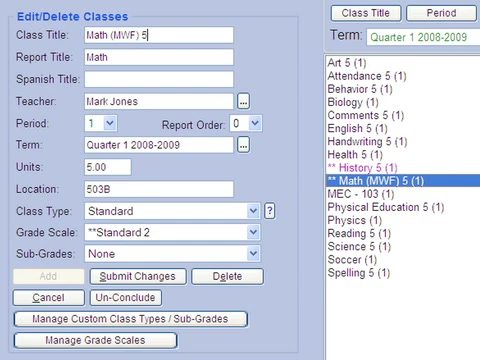 Edit/Delete Classes
Class Title: Math (MWF) 5
Report Title: Math
Spanish Title:
Teacher: Mark Jones ...
Period: 1 Report Order: 0
Term: Quarter 1 2008-2009 ...
Units: 5.00
Location: 503B
Class Type: Standard ?
Grade Scale: **Standard 2
Sub-Grades: None
Add Submit Changes Delete
Cancel Un-Conclude
Manage Custom Class Types / Sub-Grades
Manage Grade Scales
Class Title Period
Term: Quarter 1 2008-2009
Art 5 (1)
Attendance 5 (1)
Behavior 5 (1)
Biology (1)
Comments 5 (1)
English 5 (1)
Handwriting 5 (1)
Health 5 (1)
** History 5 (1)
** Math (MWF) 5 (1)
MEC - 103 (1)
Physical Education 5 (1)
Physics (1)
Reading 5 (1)
Science 5 (1)
Soccer (1)
Spelling 5 (1)